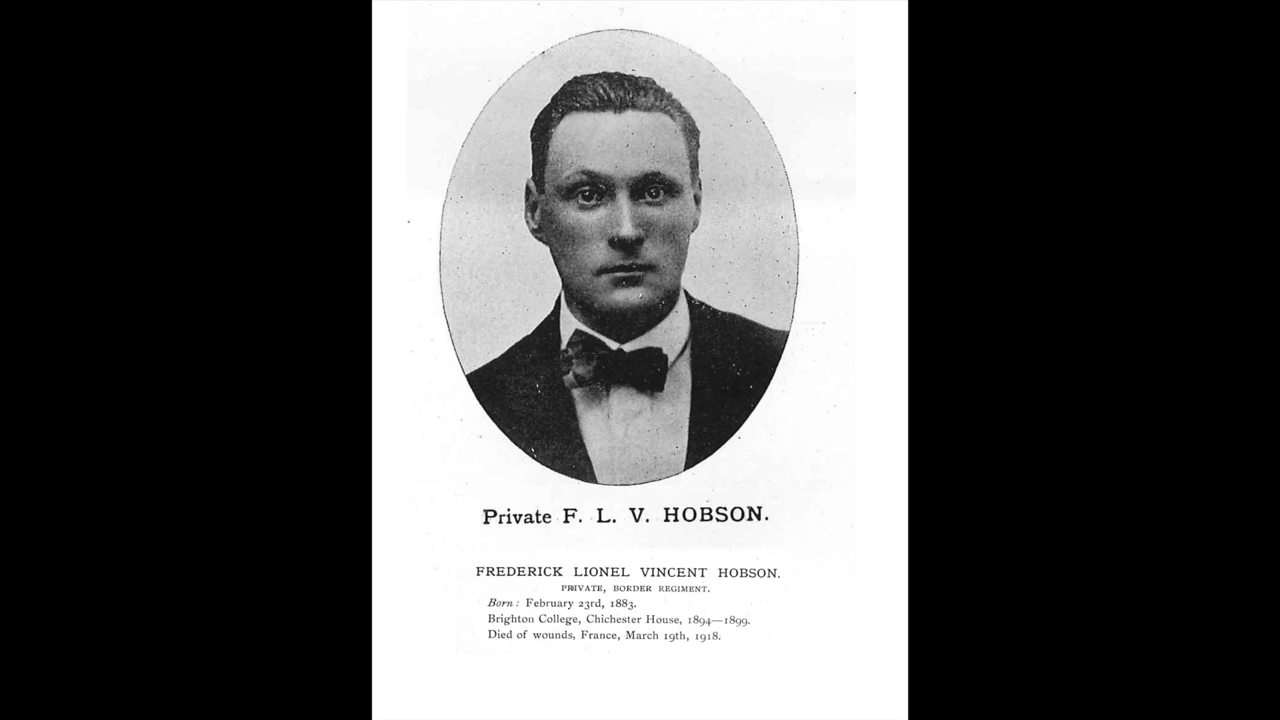 Private F. L. V. HOBSON.
FREDERICK LIONEL VINCENT HOBSON.
PRIVATE, BORDER REGIMENT.
Born: February 23rd, 1883.
Brighton College, Chichester House, 1894—1899.
Died of wounds, France, March 19th, 1918.